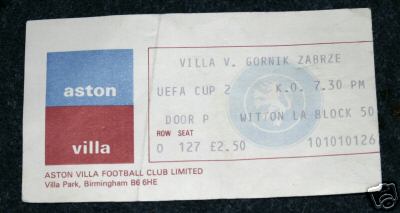 VILLA V. GORNIK ZABRZE
aston
UEFA CUP 2 K.O. 7.30 PM
DOOR P WITTON LA BLOCK 50
villa
ROW SEAT
O 127 £2.50 101010126
ASTON VILLA FOOTBALL CLUB LIMITED
Villa Park, Birmingham B6 6HE